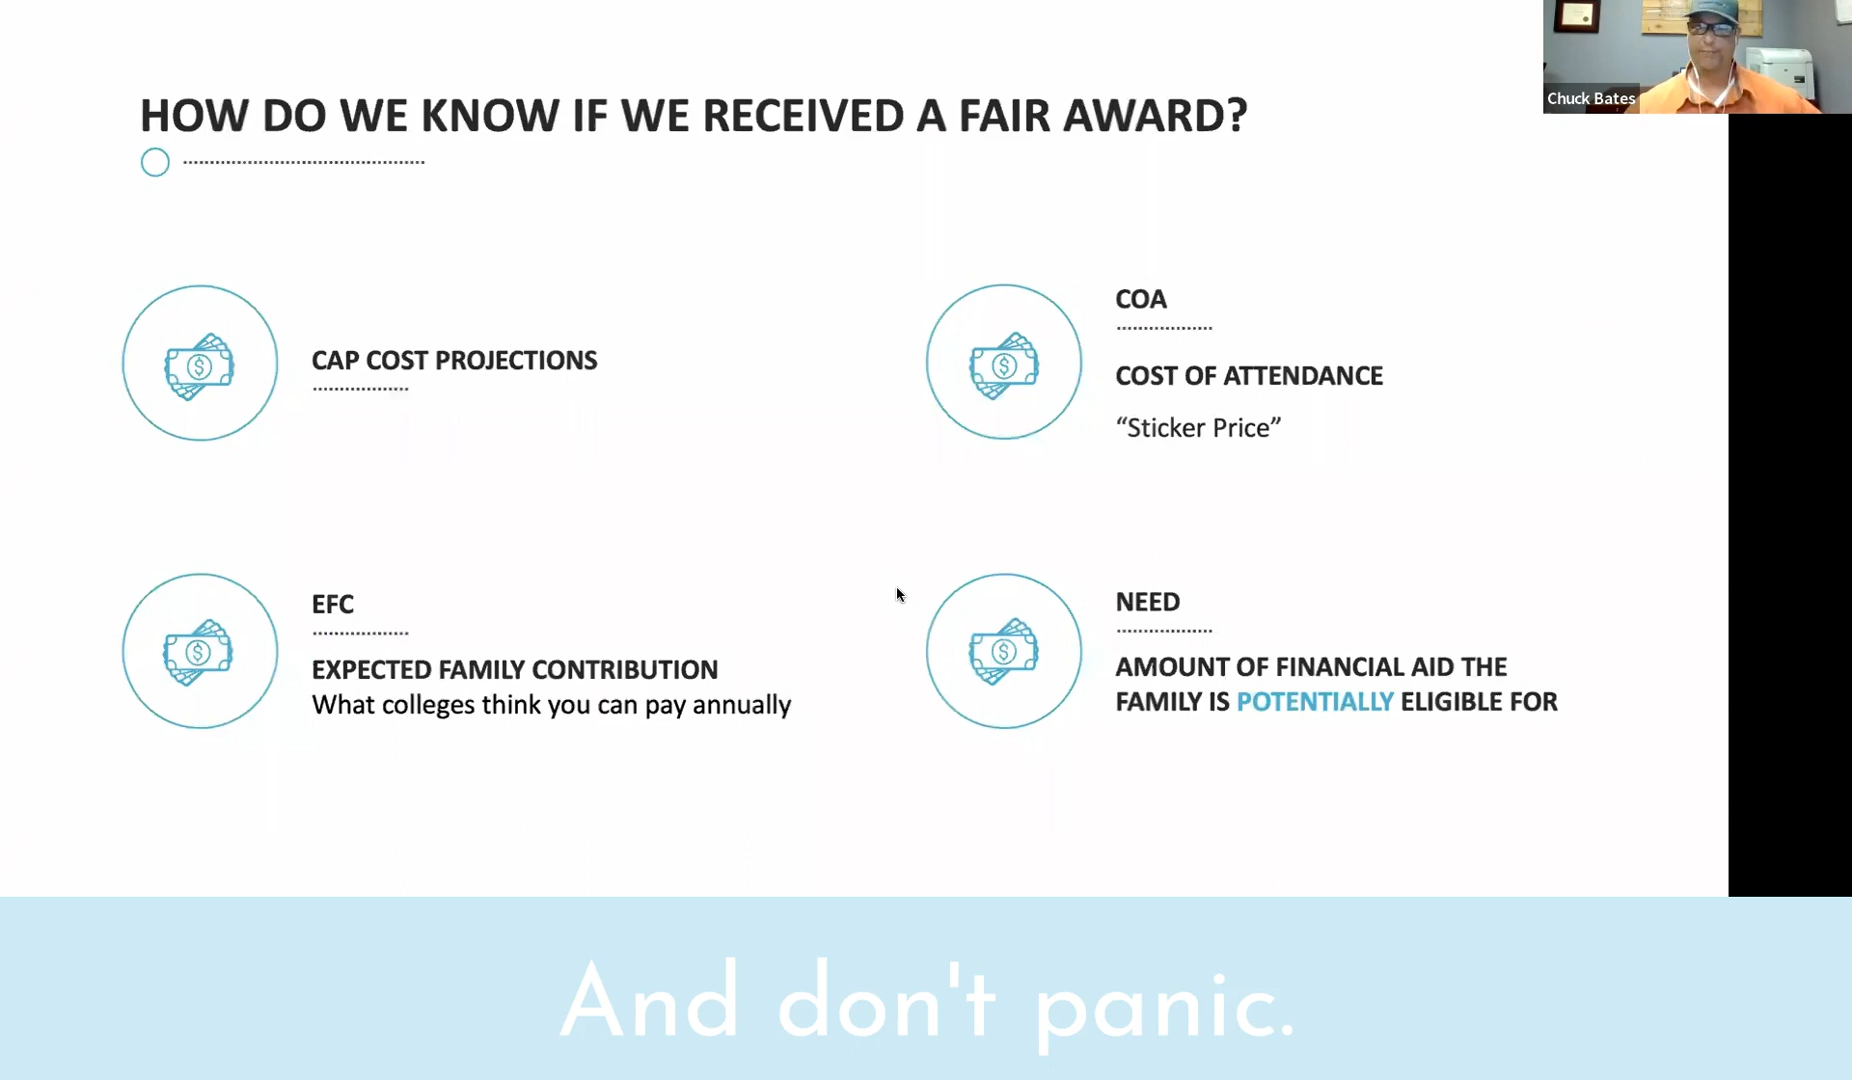 Chuck Bates
HOW DO WE KNOW IF WE RECEIVED A FAIR AWARD?
CAP COST PROJECTIONS
COA
COST OF ATTENDANCE
“Sticker Price”
EFC
EXPECTED FAMILY CONTRIBUTION
What colleges think you can pay annually
NEED
AMOUNT OF FINANCIAL AID THE
FAMILY IS POTENTIALLY ELIGIBLE FOR
And don't panic.